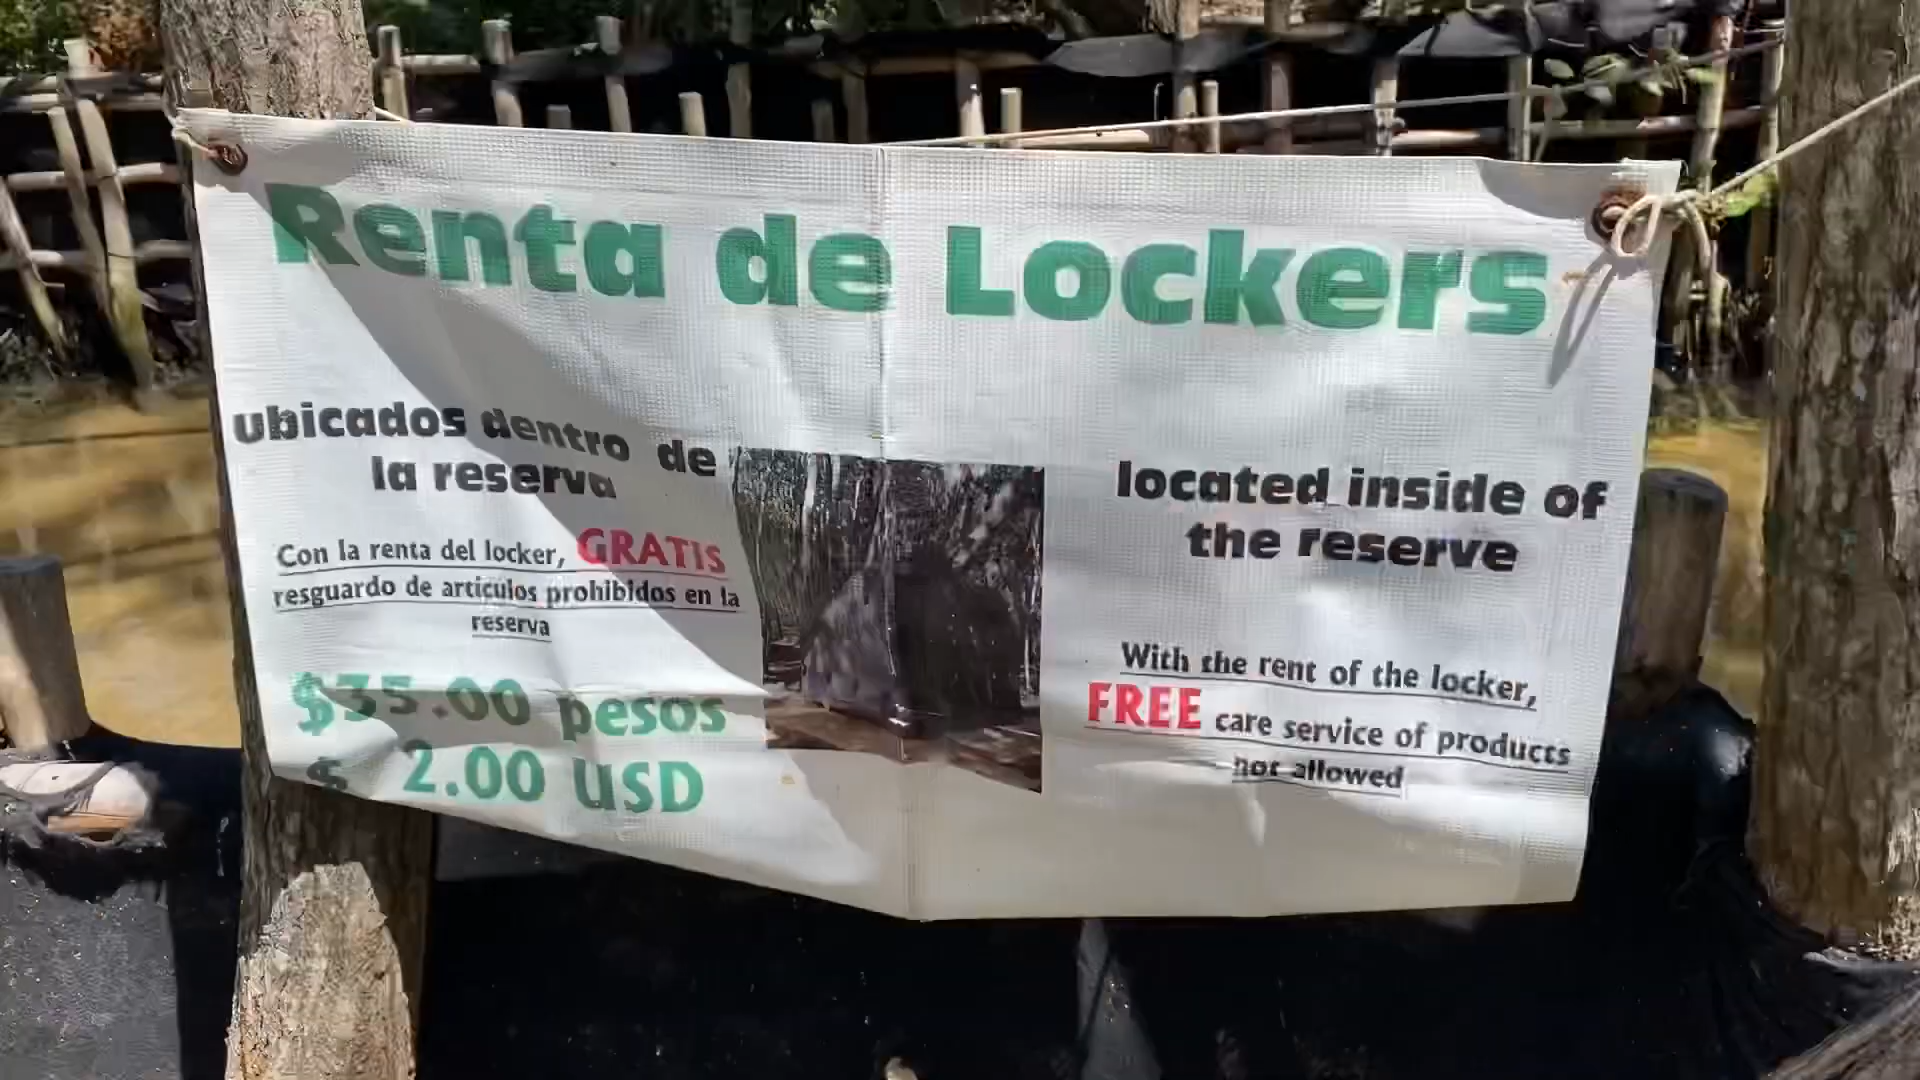 Renta de Lockers
ubicados dentro de
la reserva
Con la renta del locker, GRATIS
resguardo de articulos prohibidos en la
reserva
$35.00 pesos
$ 2.00 USD
located inside of
the reserve
With the rent of the locker,
FREE care service of products
not allowed